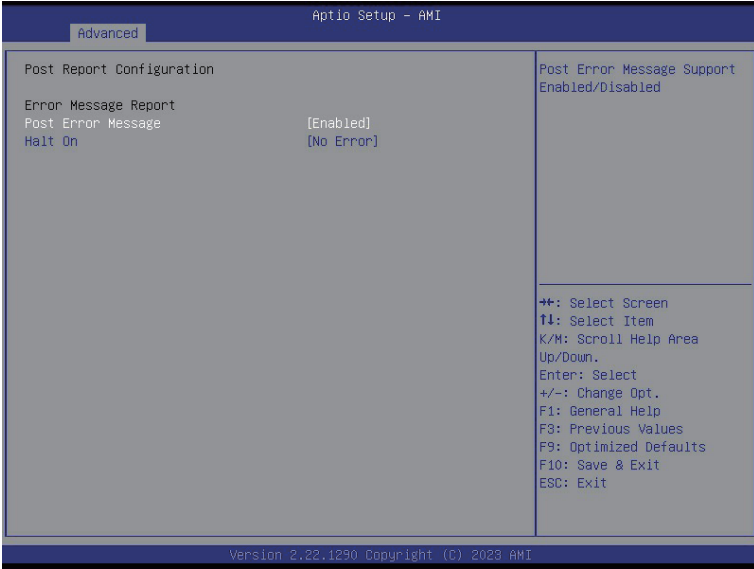 Aptio Setup – AMI
Advanced
Post Report Configuration
Error Message Report
Post Error Message [Enabled]
Halt On [No Error]
Post Error Message Support
Enabled/Disabled
→←: Select Screen
↑↓: Select Item
K/M: Scroll Help Area
Up/Down.
Enter: Select
+/-: Change Opt.
F1: General Help
F3: Previous Values
F9: Optimized Defaults
F10: Save & Exit
ESC: Exit
Version 2.22.1290 Copyright (C) 2023 AMI